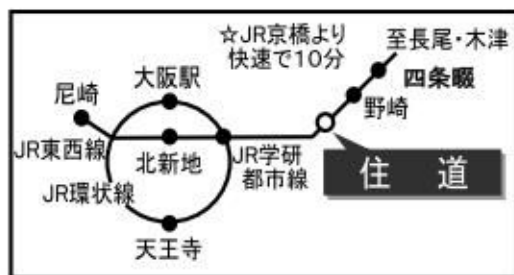 ☆JR京橋より
快速で10分
至長尾・木津
四条畷
野崎
大阪駅
尼崎
JR東西線
北新地
JR学研
都市線
住 道
JR環状線
天王寺